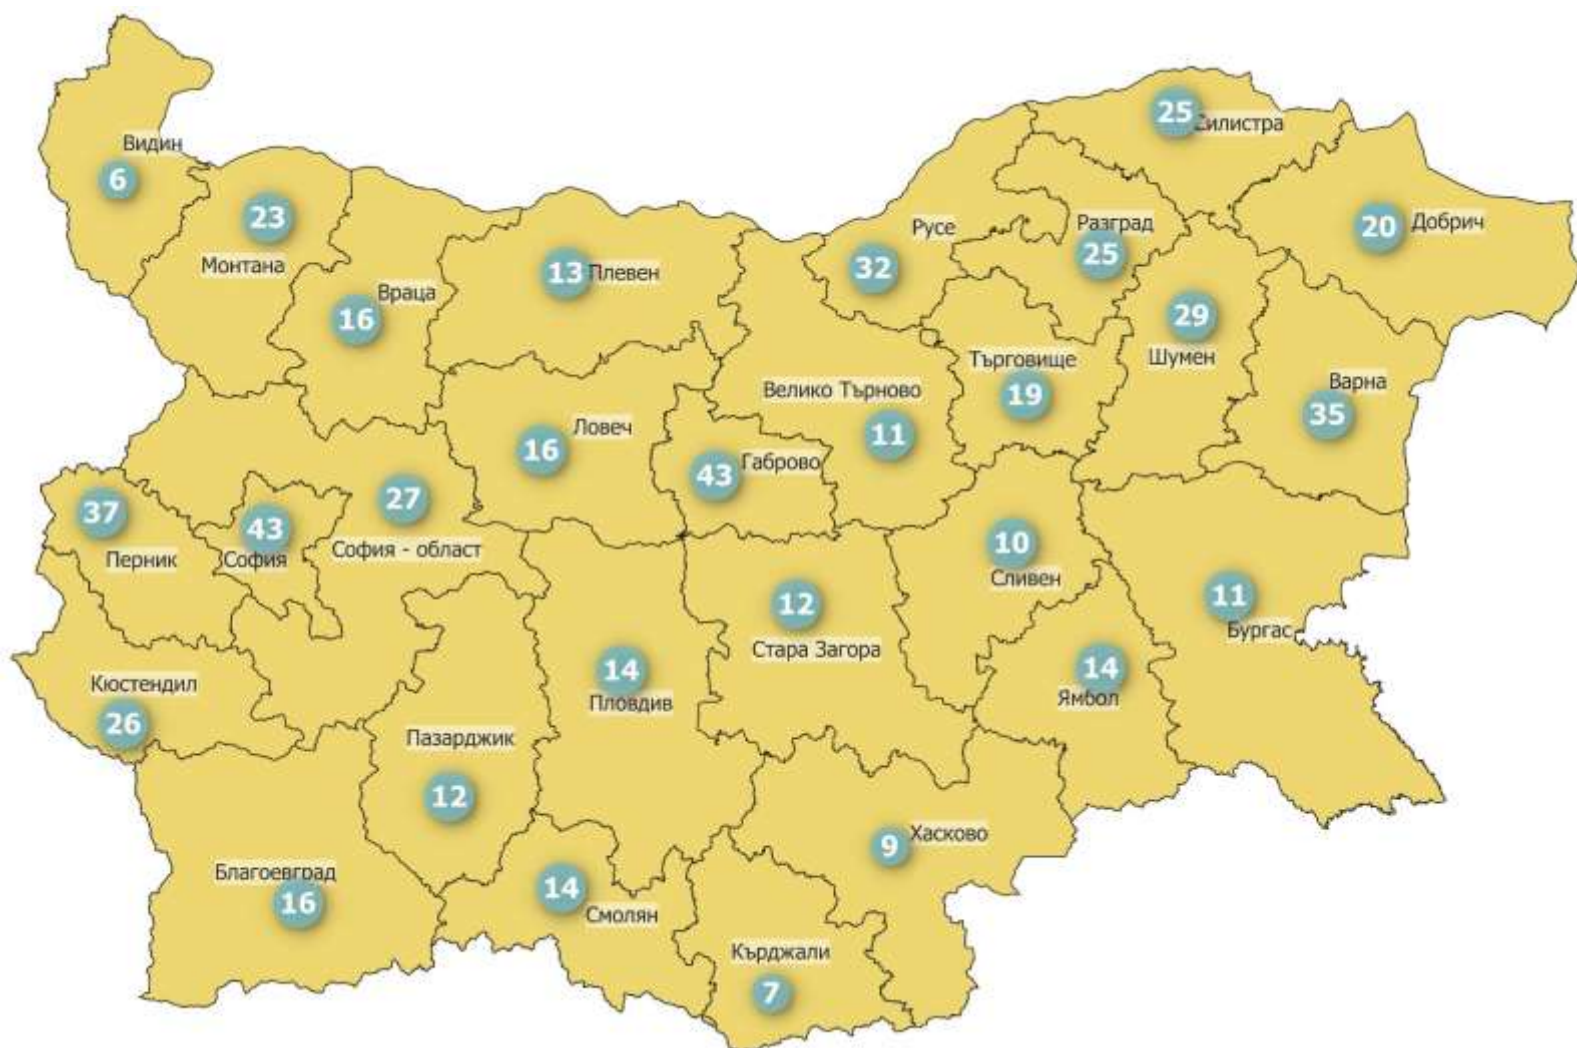 25
Силистра
Видин
6
23
Монтана
Русе
32
Разград
25
20
Добрич
13
Плевен
Враца
16
29
Шумен
Търговище
19
Варна
35
Велико Търново
11
Ловеч
16
43
Габрово
37
Перник
43
София
27
София - област
10
Сливен
12
Стара Загора
11
Бургас
14
Пловдив
14
Ямбол
Кюстендил
26
Пазарджик
12
9
Хасково
Благоевград
16
14
Смолян
Кърджали
7